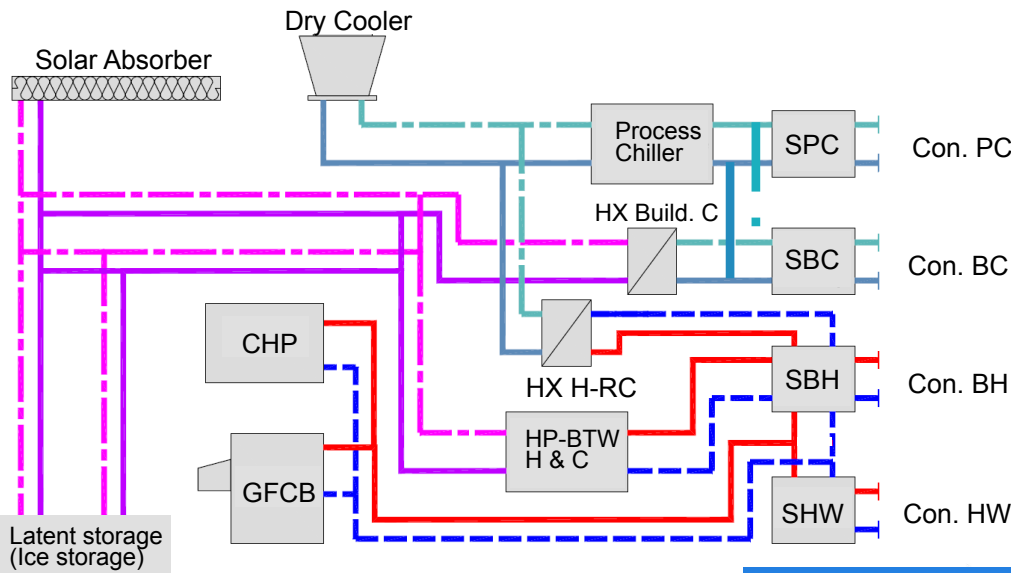 Dry Cooler
Solar Absorber
Process
Chiller
SPC
Con. PC
HX Build. C
SBC
Con. BC
CHP
HX H-RC
SBH
Con. BH
HP-BTW
H & C
GFCB
SHW
Con. HW
Latent storage
(Ice storage)